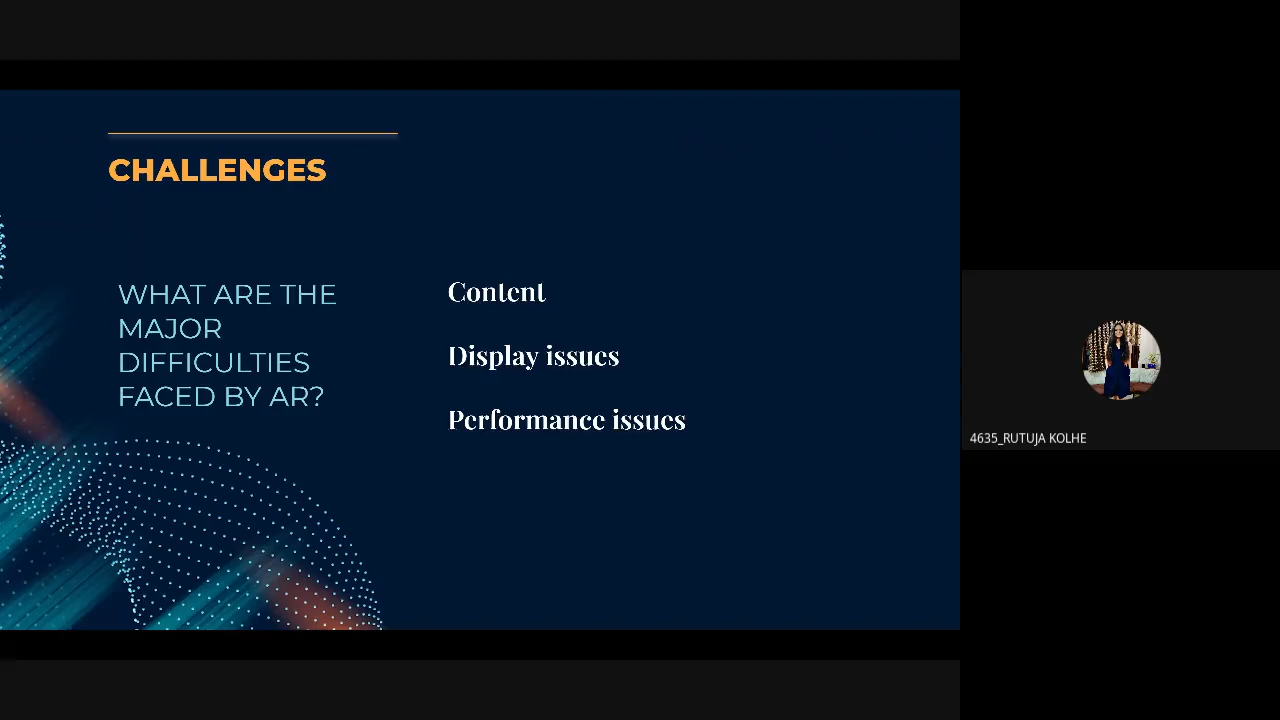 CHALLENGES
WHAT ARE THE
MAJOR
DIFFICULTIES
FACED BY AR?
Content
Display issues
Performance issues
4635_RUTUJA KOLHE